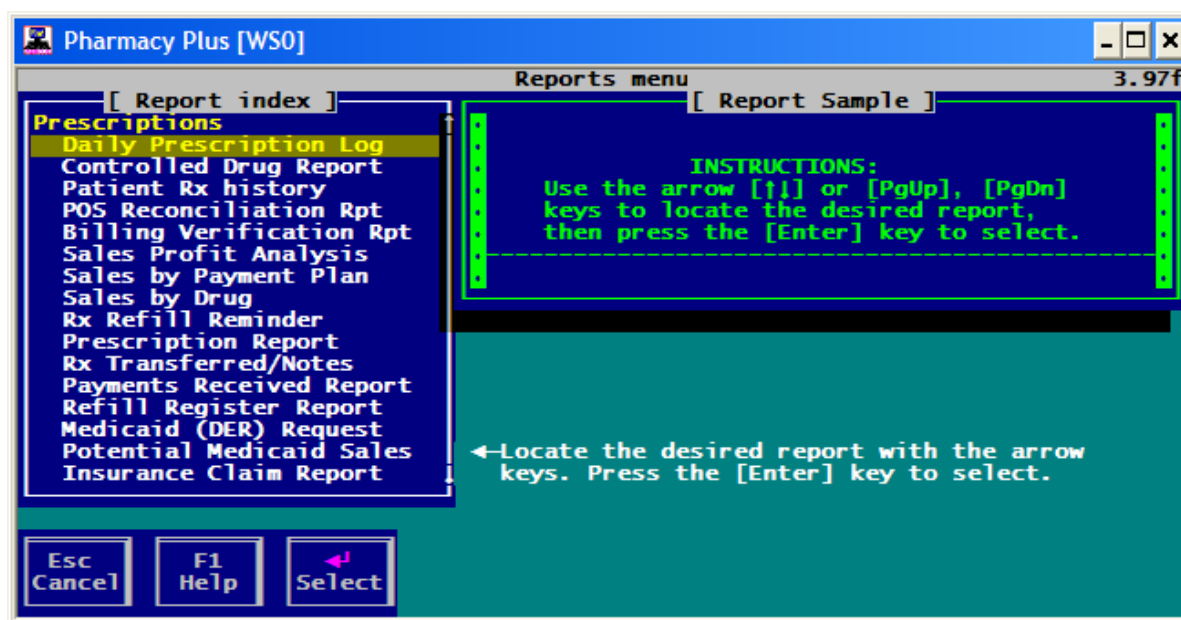 Pharmacy Plus [WS0]
Reports menu 3.97f
[ Report index ]
Prescriptions
Daily Prescription Log
Controlled Drug Report
Patient Rx history
POS Reconciliation Rpt
Billing Verification Rpt
Sales Profit Analysis
Sales by Payment Plan
Sales by Drug
Rx Refill Reminder
Prescription Report
Rx Transferred/Notes
Payments Received Report
Refill Register Report
Medicaid (DER) Request
Potential Medicaid Sales
Insurance Claim Report
[ Report Sample ]
INSTRUCTIONS:
Use the arrow [↑↓] or [PgUp], [PgDn]
keys to locate the desired report,
then press the [Enter] key to select.
Locate the desired report with the arrow
keys. Press the [Enter] key to select.
Esc
Cancel
F1
Help
Select